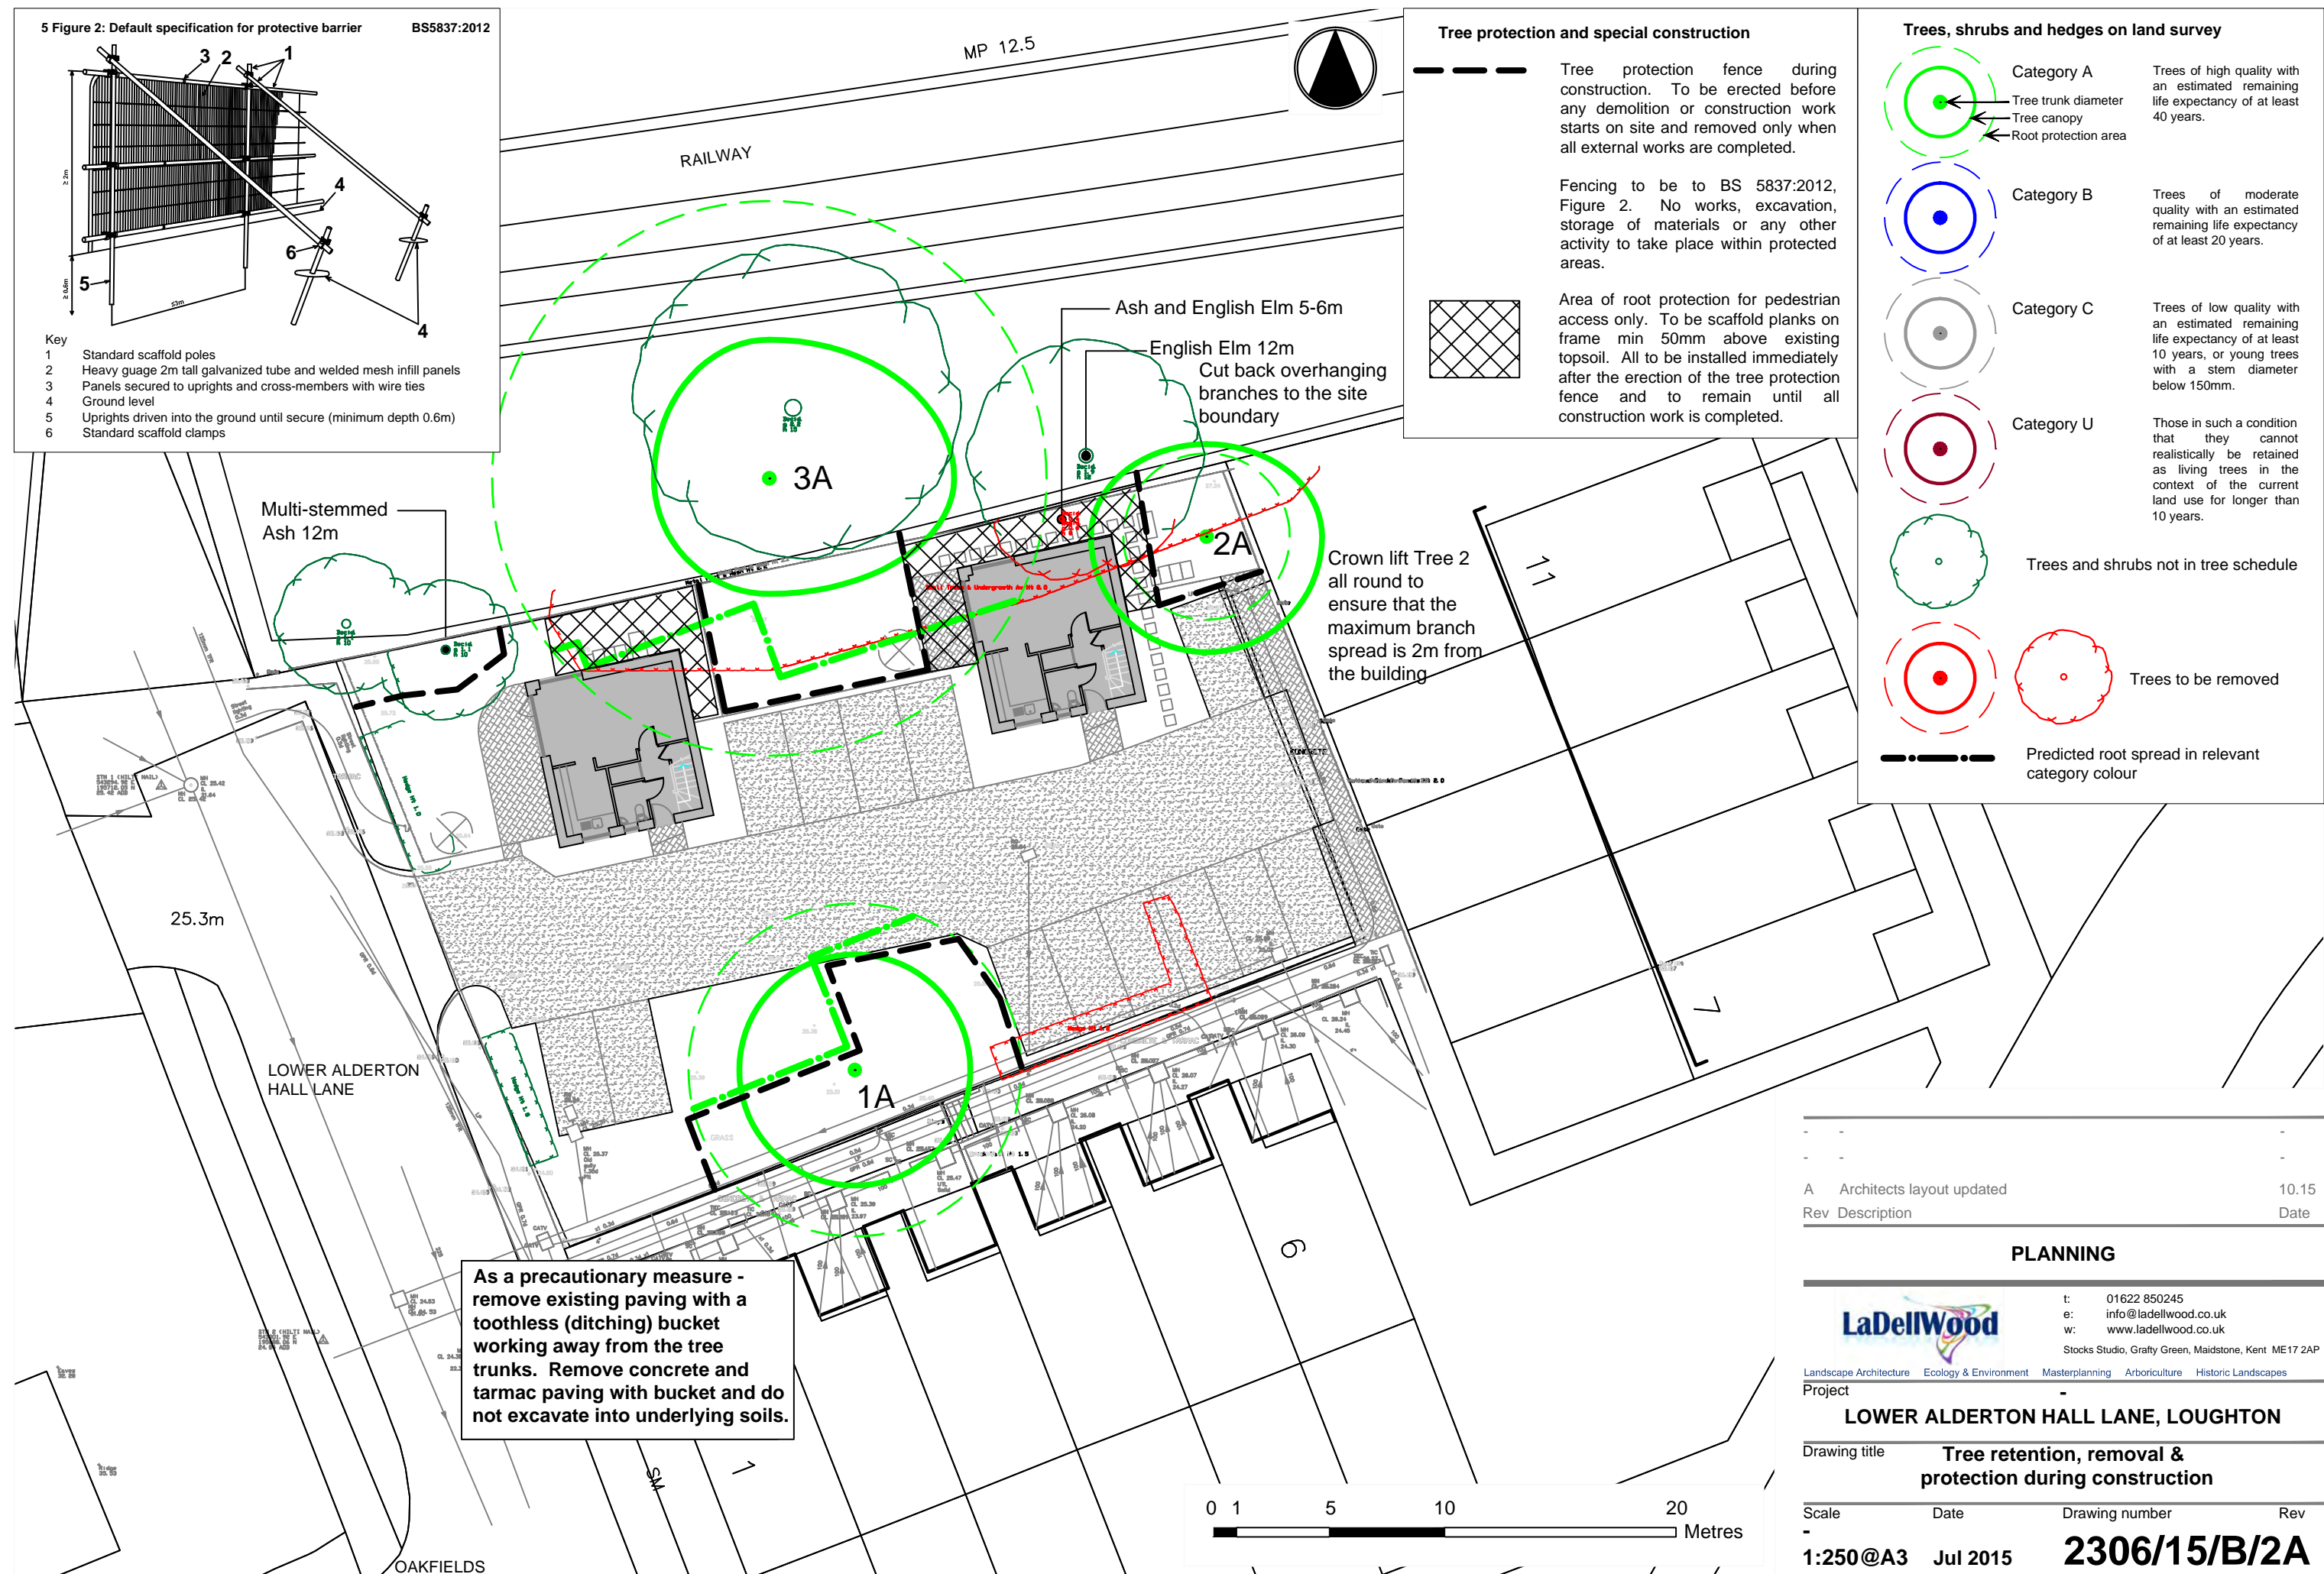 5 Figure 2: Default specification for protective barrier BS5837:2012
3
2
1
4
6
5
4
≥ 2m
≥ 0.6m
≤3m
Key
1 Standard scaffold poles
2 Heavy guage 2m tall galvanized tube and welded mesh infill panels
3 Panels secured to uprights and cross-members with wire ties
4 Ground level
5 Uprights driven into the ground until secure (minimum depth 0.6m)
6 Standard scaffold clamps
MP 12.5
RAILWAY
Tree protection and special construction
Tree protection fence during
construction. To be erected before
any demolition or construction work
starts on site and removed only when
all external works are completed.
Fencing to be to BS 5837:2012,
Figure 2. No works, excavation,
storage of materials or any other
activity to take place within protected
areas.
Area of root protection for pedestrian
access only. To be scaffold planks on
frame min 50mm above existing
topsoil. All to be installed immediately
after the erection of the tree protection
fence and to remain until all
construction work is completed.
Trees, shrubs and hedges on land survey
Category A
Tree trunk diameter
Tree canopy
Root protection area
Trees of high quality with
an estimated remaining
life expectancy of at least
40 years.
Category B
Trees of moderate
quality with an estimated
remaining life expectancy
of at least 20 years.
Category C
Trees of low quality with
an estimated remaining
life expectancy of at least
10 years, or young trees
with a stem diameter
below 150mm.
Category U
Those in such a condition
that they cannot
realistically be retained
as living trees in the
context of the current
land use for longer than
10 years.
Trees and shrubs not in tree schedule
Trees to be removed
Predicted root spread in relevant
category colour
Ash and English Elm 5-6m
English Elm 12m
Cut back overhanging
branches to the site
boundary
3A
Multi-stemmed
Ash 12m
2A
Crown lift Tree 2
all round to
ensure that the
maximum branch
spread is 2m from
the building
11
7
25.3m
LOWER ALDERTON
HALL LANE
1A
GRASS
6
1
SM
OAKFIELDS
As a precautionary measure -
remove existing paving with a
toothless (ditching) bucket
working away from the tree
trunks. Remove concrete and
tarmac paving with bucket and do
not excavate into underlying soils.
0 1 5 10 20
Metres
- - -
- - -
A Architects layout updated 10.15
Rev Description Date
PLANNING
LaDellWood
t: 01622 850245
e: info@ladellwood.co.uk
w: www.ladellwood.co.uk
Stocks Studio, Grafty Green, Maidstone, Kent ME17 2AP
Landscape Architecture Ecology & Environment Masterplanning Arboriculture Historic Landscapes
Project -
LOWER ALDERTON HALL LANE, LOUGHTON
Drawing title
Tree retention, removal &
protection during construction
Scale Date Drawing number Rev
-
1:250@A3 Jul 2015 2306/15/B/2A